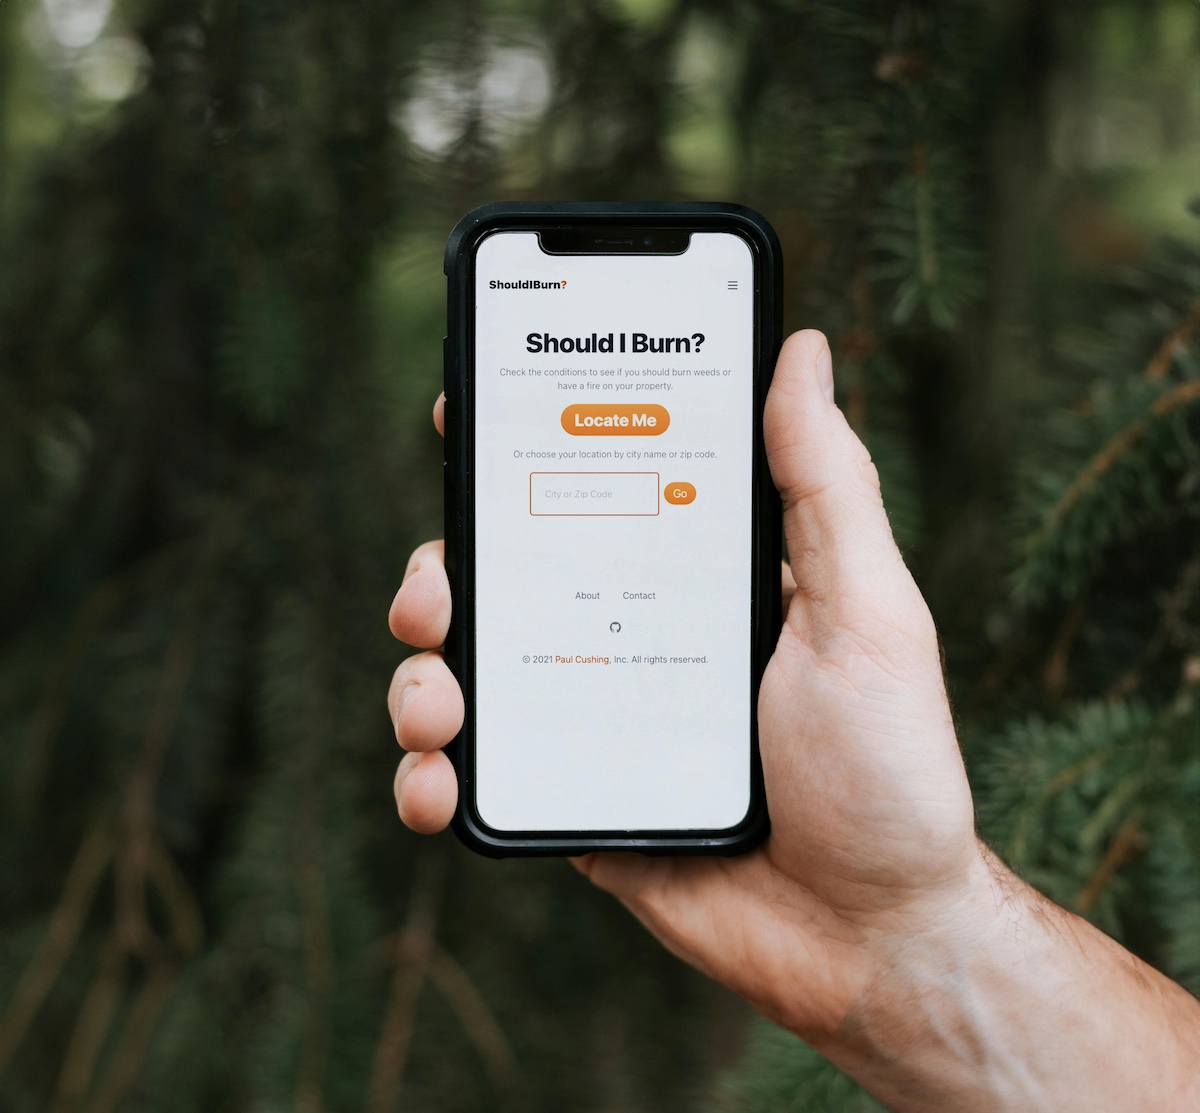 ShouldIBurn?
Should I Burn?
Check the conditions to see if you should burn weeds or
have a fire on your property.
Locate Me
Or choose your location by city name or zip code.
City or Zip Code
Go
About Contact
© 2021 Paul Cushing, Inc. All rights reserved.